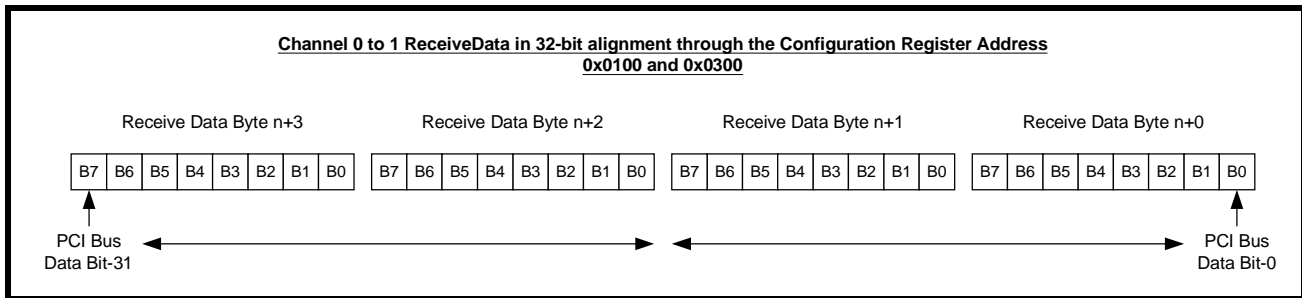 Channel 0 to 1 ReceiveData in 32-bit alignment through the Configuration Register Address
0x0100 and 0x0300
Receive Data Byte n+3 Receive Data Byte n+2 Receive Data Byte n+1 Receive Data Byte n+0
B7 B6 B5 B4 B3 B2 B1 B0 B7 B6 B5 B4 B3 B2 B1 B0 B7 B6 B5 B4 B3 B2 B1 B0 B7 B6 B5 B4 B3 B2 B1 B0
PCI Bus
Data Bit-31
PCI Bus
Data Bit-0